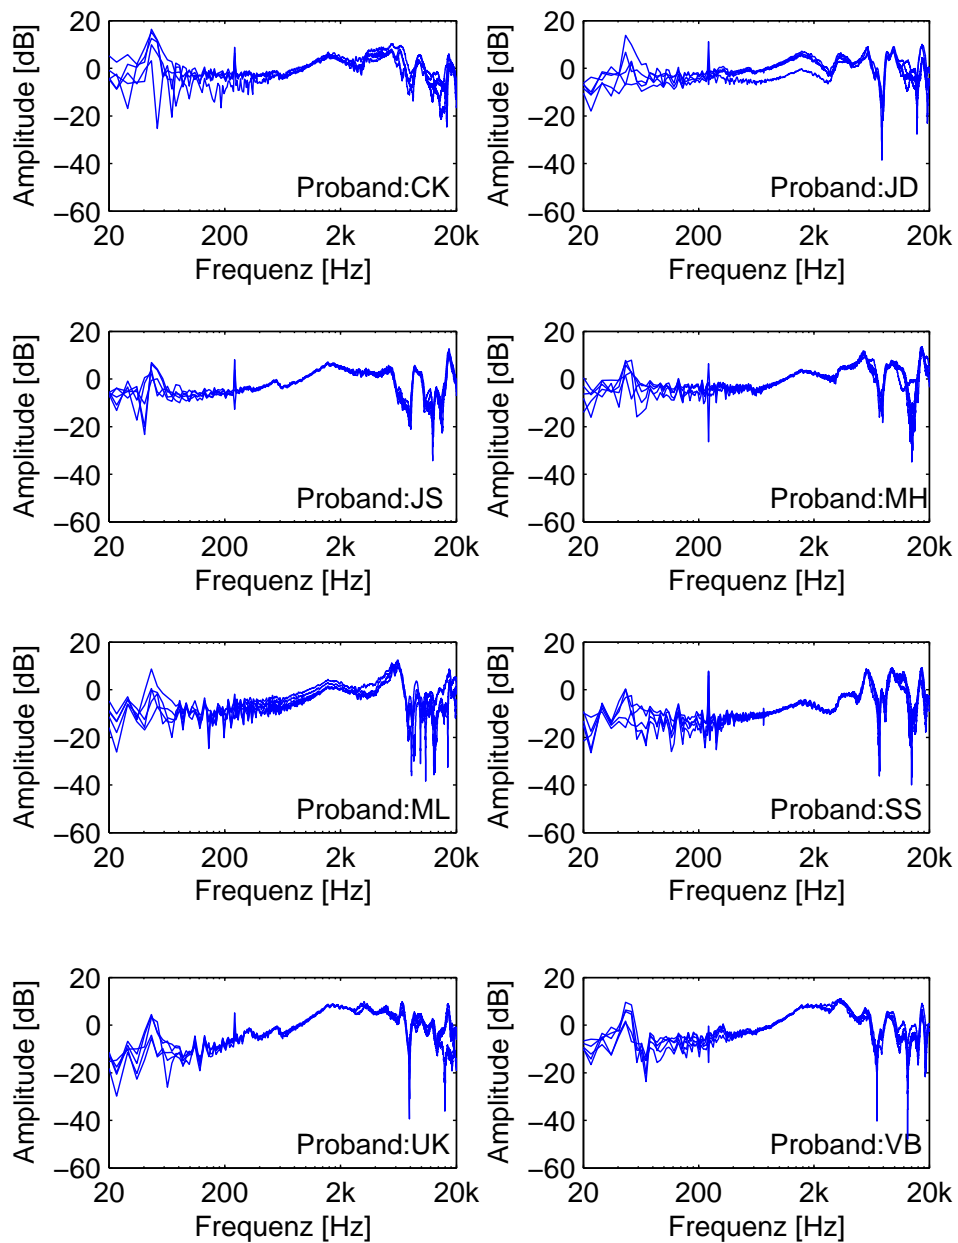 20
0
−20
−40
−60
Amplitude [dB]
Proband:CK
20 200 2k 20k
Frequenz [Hz]
20
0
−20
−40
−60
Amplitude [dB]
Proband:JD
20 200 2k 20k
Frequenz [Hz]
20
0
−20
−40
−60
Amplitude [dB]
Proband:JS
20 200 2k 20k
Frequenz [Hz]
20
0
−20
−40
−60
Amplitude [dB]
Proband:MH
20 200 2k 20k
Frequenz [Hz]
20
0
−20
−40
−60
Amplitude [dB]
Proband:ML
20 200 2k 20k
Frequenz [Hz]
20
0
−20
−40
−60
Amplitude [dB]
Proband:SS
20 200 2k 20k
Frequenz [Hz]
20
0
−20
−40
−60
Amplitude [dB]
Proband:UK
20 200 2k 20k
Frequenz [Hz]
20
0
−20
−40
−60
Amplitude [dB]
Proband:VB
20 200 2k 20k
Frequenz [Hz]